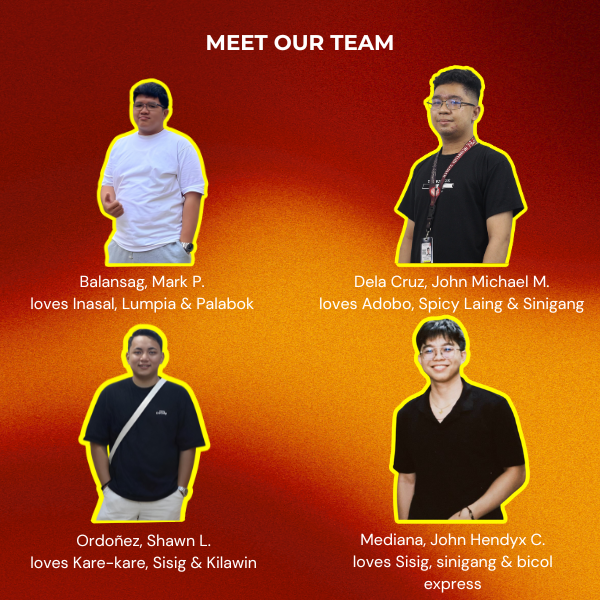 MEET OUR TEAM
Balansag, Mark P.
loves Inasal, Lumpia & Palabok
Dela Cruz, John Michael M.
loves Adobo, Spicy Laing & Sinigang
Ordoñez, Shawn L.
loves Kare-kare, Sisig & Kilawin
Mediana, John Hendyx C.
loves Sisig, sinigang & bicol
express